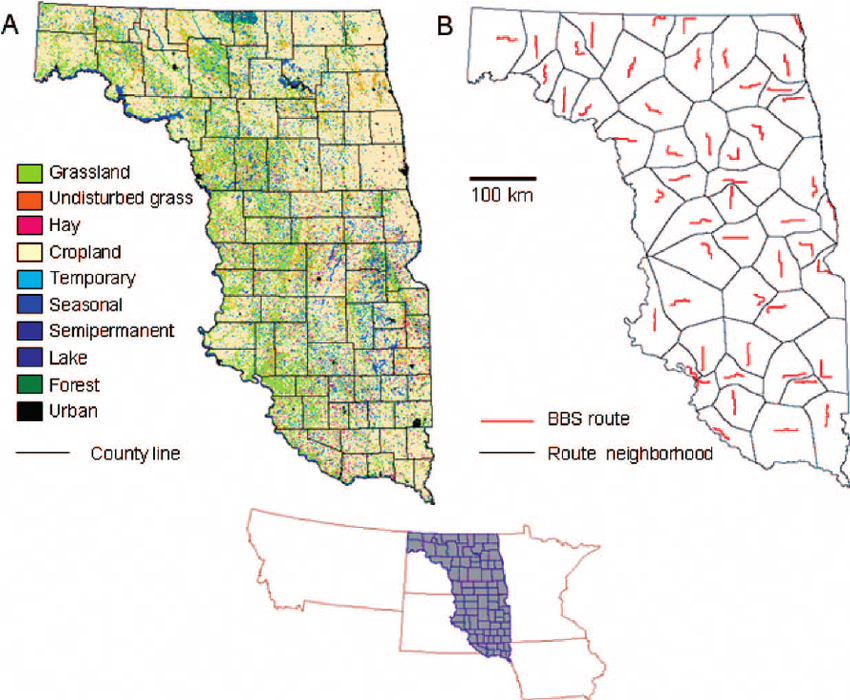 A
B
Grassland
Undisturbed grass
Hay
Cropland
Temporary
Seasonal
Semipermanent
Lake
Forest
Urban
County line
100 km
BBS route
Route neighborhood